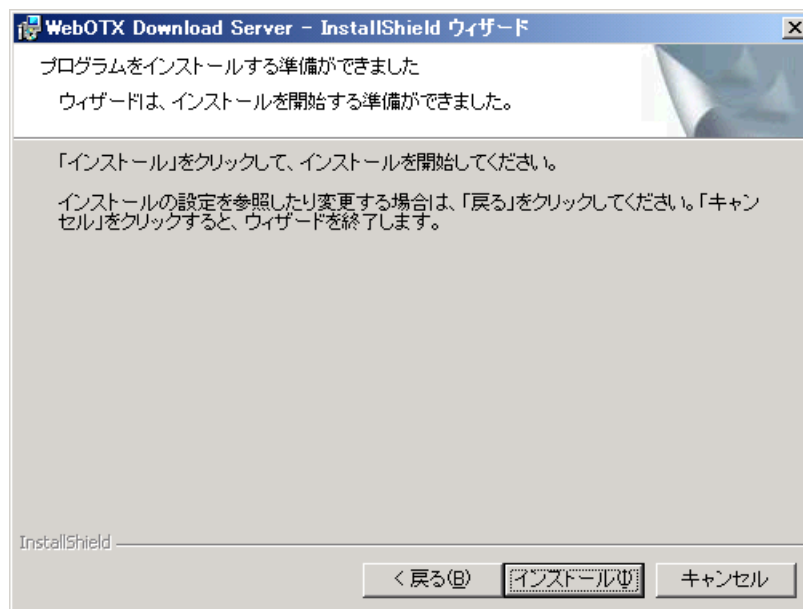 WebOTX Download Server - InstallShield ウィザード
プログラムをインストールする準備ができました
ウィザードは、インストールを開始する準備ができました。
「インストール」をクリックして、インストールを開始してください。
インストールの設定を参照したり変更する場合は、「戻る」をクリックしてください。「キャン
セル」をクリックすると、ウィザードを終了します。
InstallShield
< 戻る(B)
インストール(I)
キャンセル